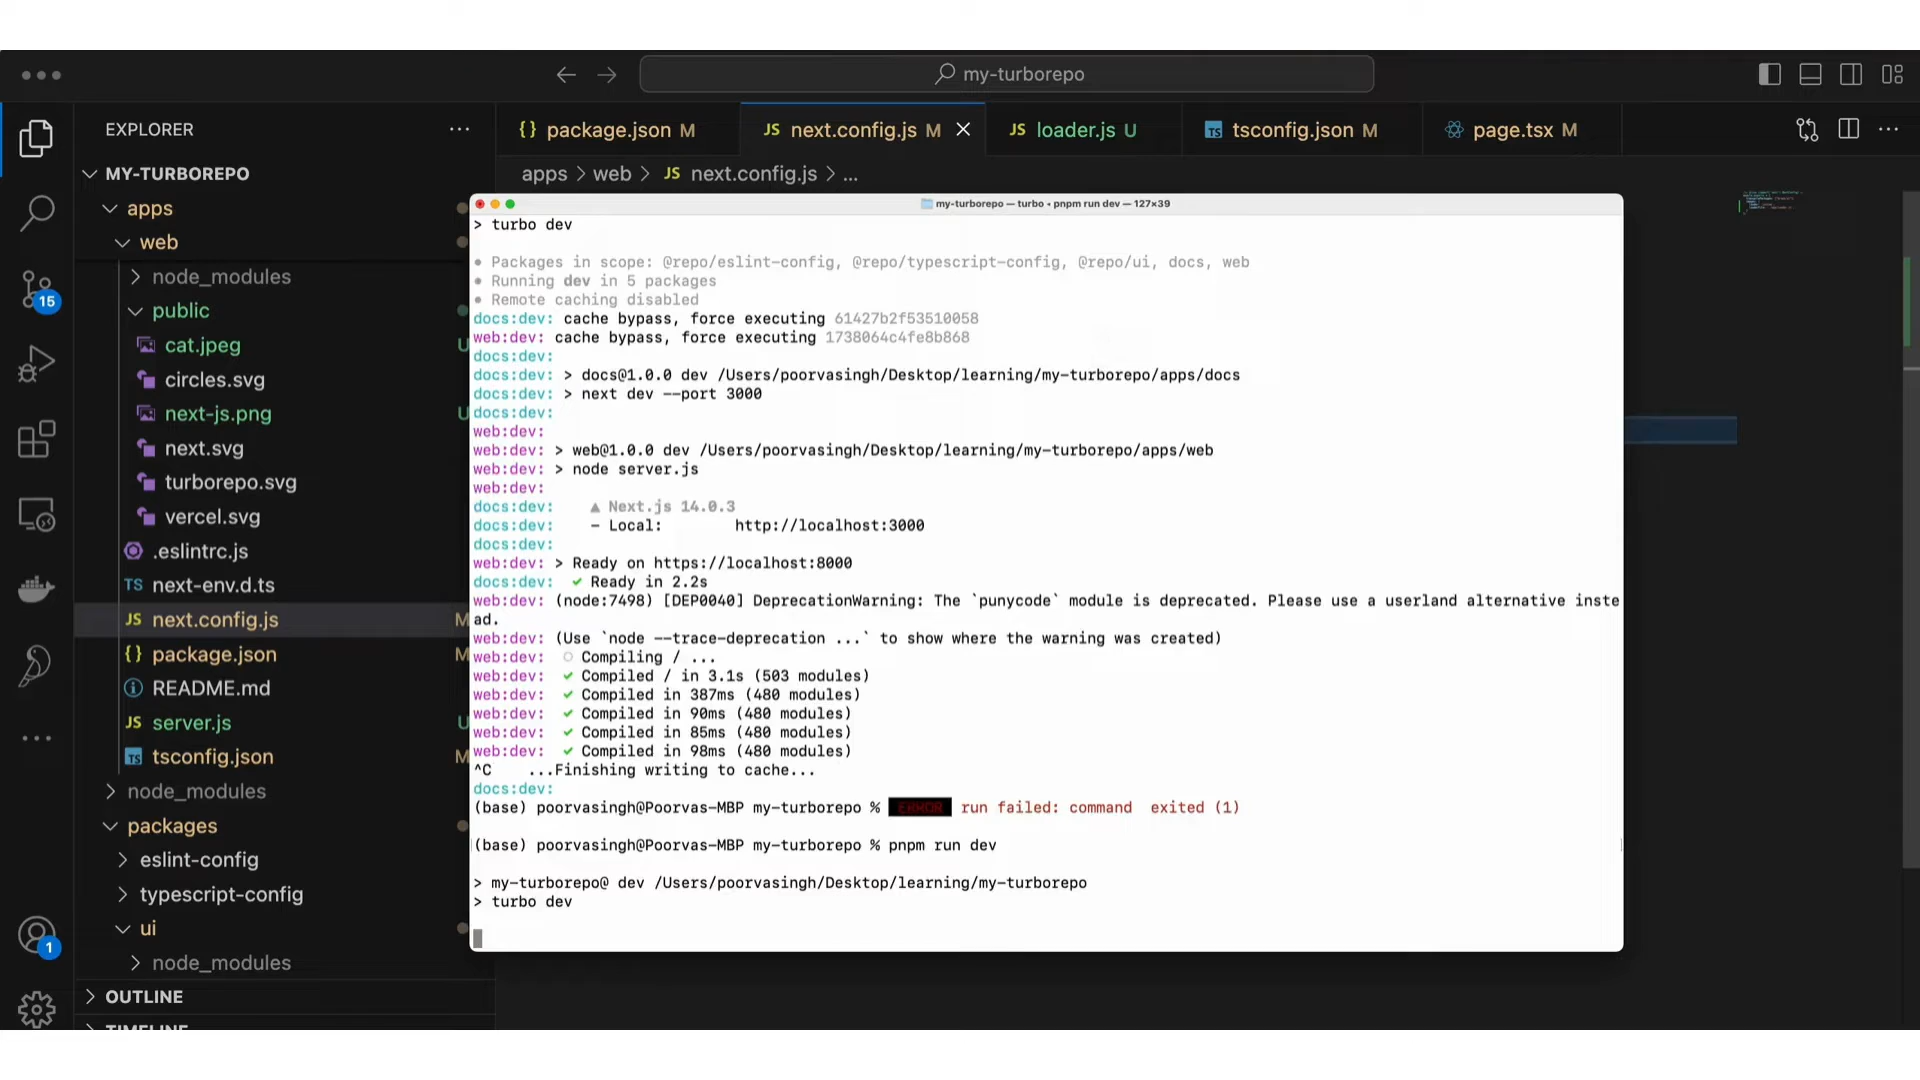 my-turborepo
EXPLORER
{} package.json M
JS next.config.js M
JS loader.js U
TS tsconfig.json M
page.tsx M
MY-TURBOREPO
apps > web > JS next.config.js > ...
apps
web
node_modules
public
cat.jpeg U
circles.svg
next-js.png U
next.svg
turborepo.svg
vercel.svg
.eslintrc.js
TS next-env.d.ts
JS next.config.js M
{} package.json M
README.md
JS server.js U
TS tsconfig.json M
node_modules
packages
eslint-config
typescript-config
ui
node_modules
OUTLINE
TIMELINE
15
1
my-turborepo — turbo • pnpm run dev — 127×39
> turbo dev
• Packages in scope: @repo/eslint-config, @repo/typescript-config, @repo/ui, docs, web
• Running dev in 5 packages
• Remote caching disabled
docs:dev: cache bypass, force executing 61427b2f53510058
web:dev: cache bypass, force executing 1738064c4fe8b868
docs:dev:
docs:dev: > docs@1.0.0 dev /Users/poorvasingh/Desktop/learning/my-turborepo/apps/docs
docs:dev: > next dev --port 3000
docs:dev:
web:dev:
web:dev: > web@1.0.0 dev /Users/poorvasingh/Desktop/learning/my-turborepo/apps/web
web:dev: > node server.js
web:dev:
docs:dev: ▲ Next.js 14.0.3
docs:dev: - Local: http://localhost:3000
docs:dev:
web:dev: > Ready on https://localhost:8000
docs:dev: ✓ Ready in 2.2s
web:dev: (node:7498) [DEP0040] DeprecationWarning: The `punycode` module is deprecated. Please use a userland alternative inste
ad.
web:dev: (Use `node --trace-deprecation ...` to show where the warning was created)
web:dev: ○ Compiling / ...
web:dev: ✓ Compiled / in 3.1s (503 modules)
web:dev: ✓ Compiled in 387ms (480 modules)
web:dev: ✓ Compiled in 90ms (480 modules)
web:dev: ✓ Compiled in 85ms (480 modules)
web:dev: ✓ Compiled in 98ms (480 modules)
^C ...Finishing writing to cache...
docs:dev:
(base) poorvasingh@Poorvas-MBP my-turborepo % ERROR run failed: command exited (1)
(base) poorvasingh@Poorvas-MBP my-turborepo % pnpm run dev
> my-turborepo@ dev /Users/poorvasingh/Desktop/learning/my-turborepo
> turbo dev